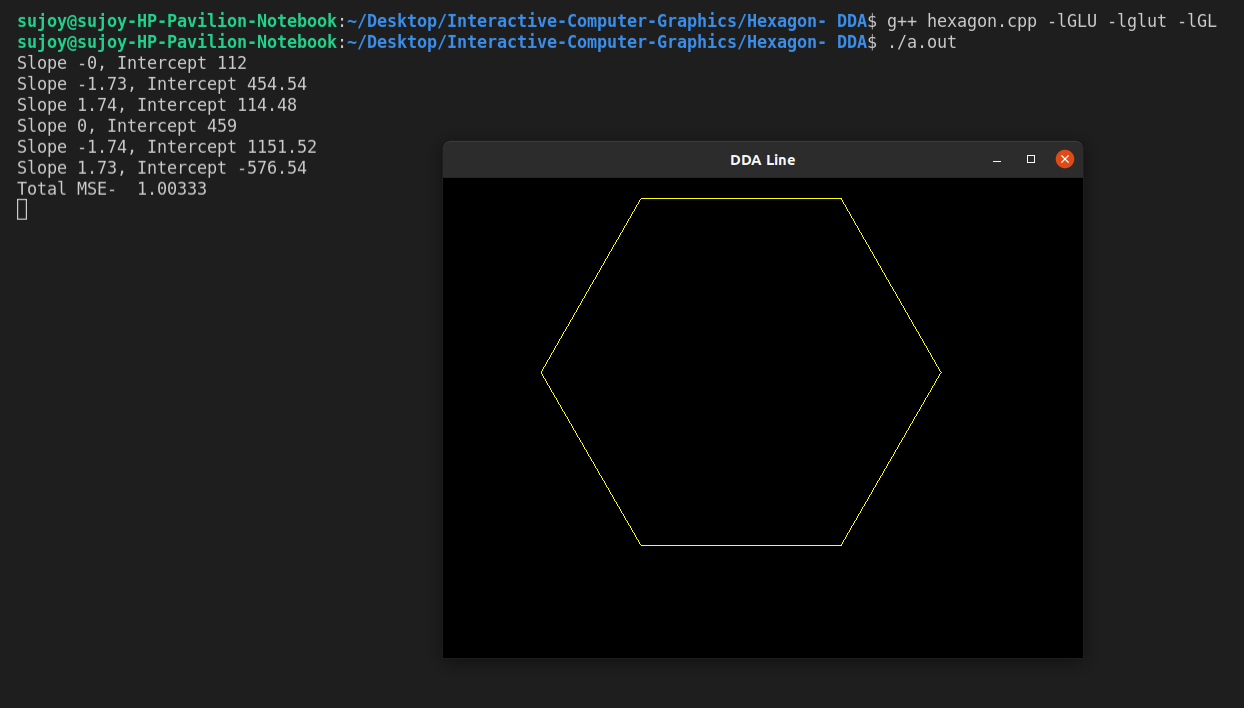 sujoy@sujoy-HP-Pavilion-Notebook:~/Desktop/Interactive-Computer-Graphics/Hexagon- DDA$ g++ hexagon.cpp -lGLU -lglut -lGL
sujoy@sujoy-HP-Pavilion-Notebook:~/Desktop/Interactive-Computer-Graphics/Hexagon- DDA$ ./a.out
Slope -0, Intercept 112
Slope -1.73, Intercept 454.54
Slope 1.74, Intercept 114.48
Slope 0, Intercept 459
Slope -1.74, Intercept 1151.52
Slope 1.73, Intercept -576.54
Total MSE-  1.00333
DDA Line